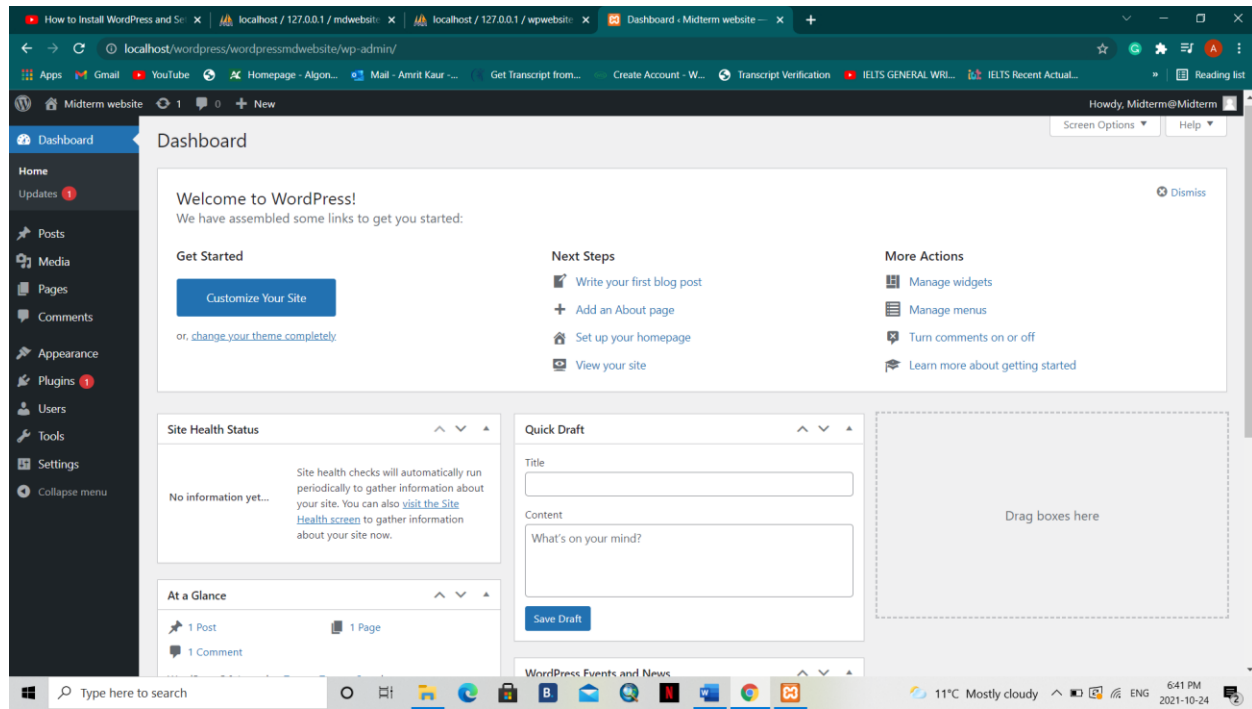 How to Install WordPress and Se
localhost / 127.0.0.1 / mdwebsite
localhost / 127.0.0.1 / wpwebsite
Dashboard ‹ Midterm website —
localhost/wordpress/wordpressmdwebsite/wp-admin/
G
A
Apps
Gmail
YouTube
Homepage - Algon...
Mail - Amrit Kaur -...
Get Transcript from...
Create Account - W...
Transcript Verification
IELTS GENERAL WRI...
IELTS Recent Actual...
»
Reading list
Midterm website
1
0
New
Howdy, Midterm@Midterm
Screen Options
Help
Dashboard
Home
Updates 1
Posts
Media
Pages
Comments
Appearance
Plugins 1
Users
Tools
Settings
Collapse menu
Dashboard
Welcome to WordPress!
We have assembled some links to get you started:
Dismiss
Get Started
Customize Your Site
or, change your theme completely
Next Steps
Write your first blog post
Add an About page
Set up your homepage
View your site
More Actions
Manage widgets
Manage menus
Turn comments on or off
Learn more about getting started
Site Health Status
No information yet...
Site health checks will automatically run
periodically to gather information about
your site. You can also visit the Site
Health screen to gather information
about your site now.
At a Glance
1 Post
1 Page
1 Comment
Quick Draft
Title
Content
What's on your mind?
Save Draft
WordPress Events and News
Drag boxes here
Type here to search
B.
N
11°C Mostly cloudy
ENG
6:41 PM
2021-10-24
2